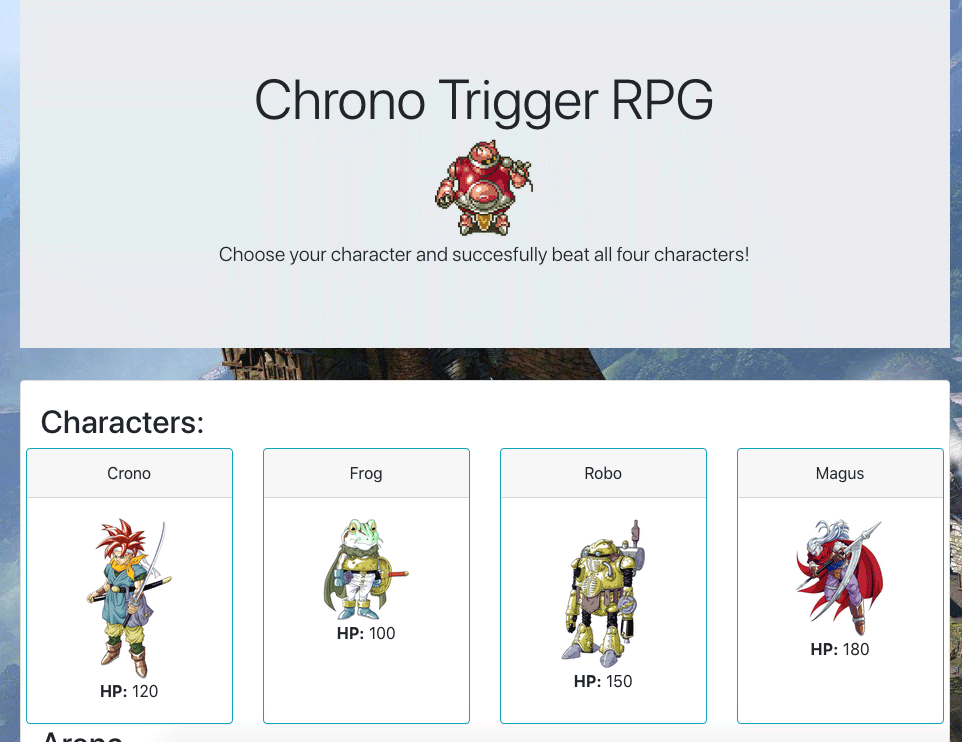 Chrono Trigger RPG
Choose your character and succesfully beat all four characters!
Characters:
Crono
Frog
Robo
Magus
HP: 120
HP: 100
HP: 150
HP: 180
Arena